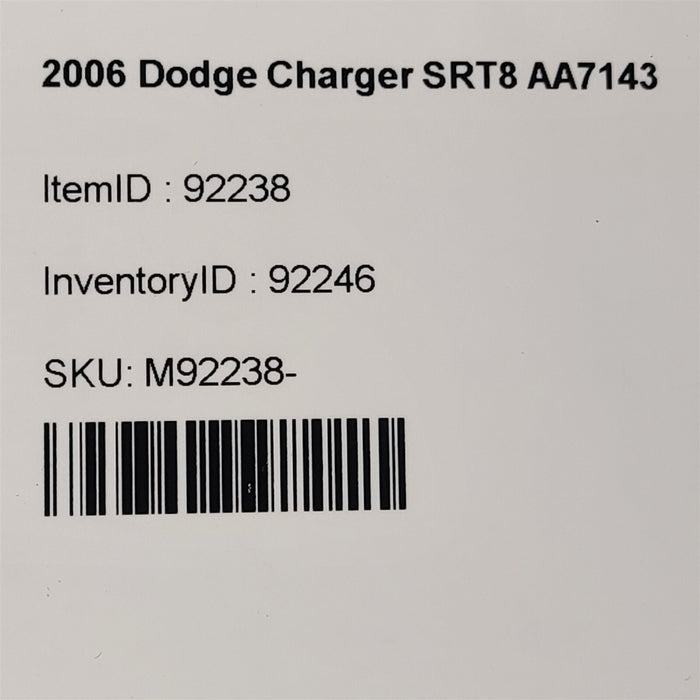 2006 Dodge Charger SRT8 AA7143
ItemID : 92238
InventoryID : 92246
SKU: M92238-